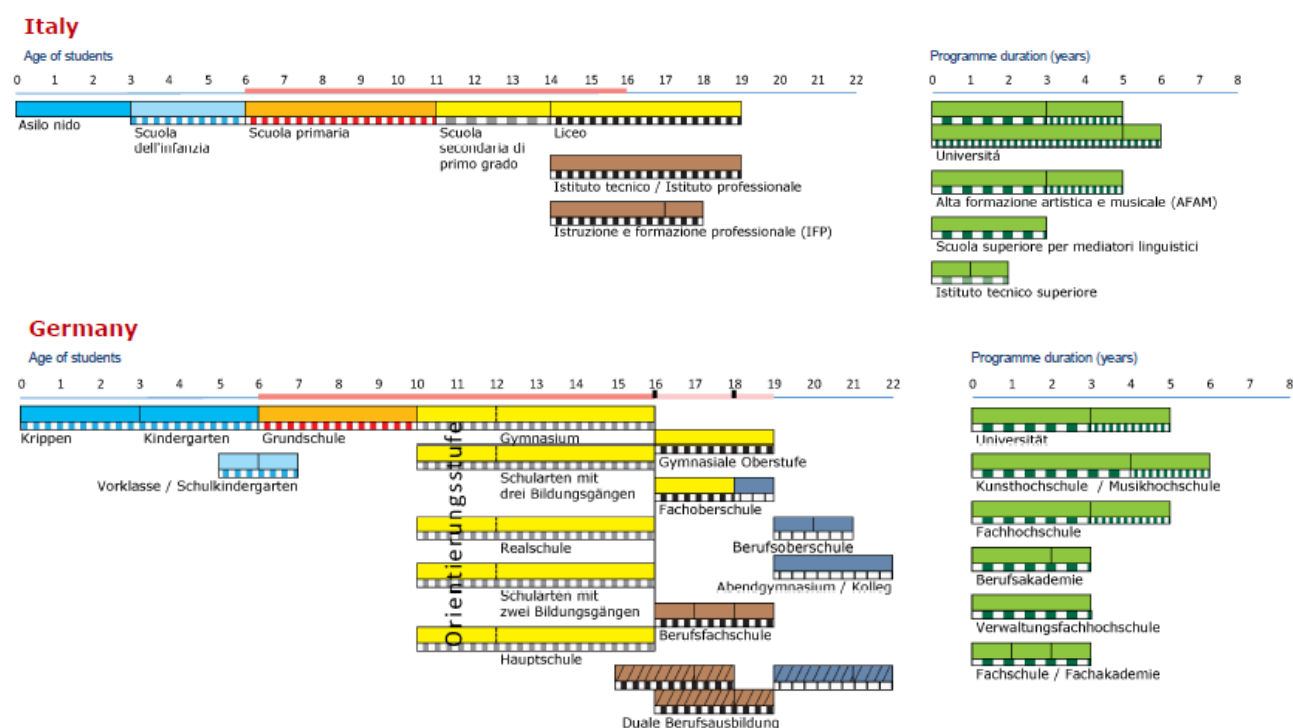 Italy
Age of students
Programme duration (years)
0 1 2 3 4 5 6 7 8 9 10 11 12 13 14 15 16 17 18 19 20 21 22
0 1 2 3 4 5 6 7 8
Asilo nido
Scuola
dell'infanzia
Scuola primaria
Scuola
secondaria di
primo grado
Liceo
Istituto tecnico / Istituto professionale
Istruzione e formazione professionale (IFP)
Universitá
Alta formazione artistica e musicale (AFAM)
Scuola superiore per mediatori linguistici
Istituto tecnico superiore
Germany
Age of students
Programme duration (years)
0 1 2 3 4 5 6 7 8 9 10 11 12 13 14 15 16 17 18 19 20 21 22
0 1 2 3 4 5 6 7 8
Krippen
Kindergarten
Grundschule
Vorklasse / Schulkindergarten
Orientierungsstufe
Gymnasium
Schularten mit
drei Bildungsgängen
Realschule
Schularten mit
zwei Bildungsgängen
Hauptschule
Gymnasiale Oberstufe
Fachoberschule
Berufsoberschule
Abendgymnasium / Kolleg
Berufsfachschule
Duale Berufsausbildung
Universität
Kunsthochschule / Musikhochschule
Fachhochschule
Berufsakademie
Verwaltungsfachhochschule
Fachschule / Fachakademie